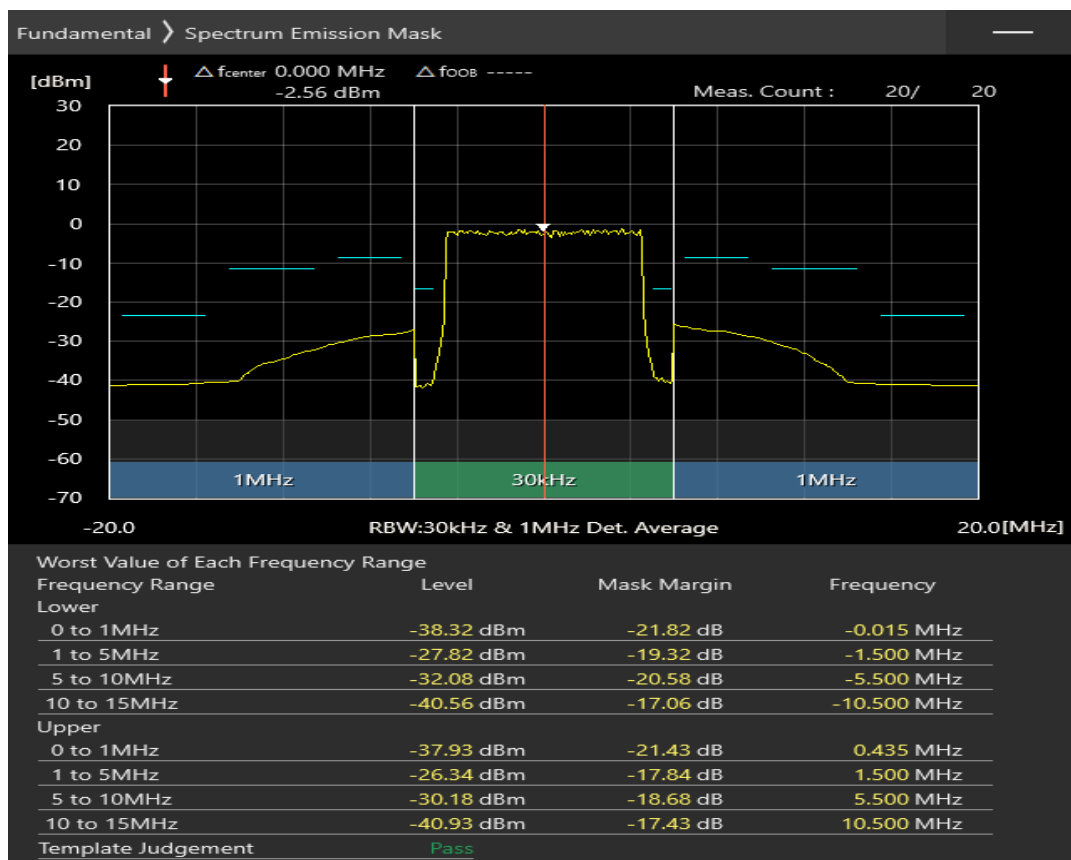 Fundamental ❯ Spectrum Emission Mask
[dBm] △ fcenter 0.000 MHz △ fOOB -----
-2.56 dBm Meas. Count : 20/ 20
30
20
10
0
-10
-20
-30
-40
-50
-60
1MHz 30kHz 1MHz
-70
-20.0 RBW:30kHz & 1MHz Det. Average 20.0[MHz]
Worst Value of Each Frequency Range
Frequency Range Level Mask Margin Frequency
Lower
0 to 1MHz -38.32 dBm -21.82 dB -0.015 MHz
1 to 5MHz -27.82 dBm -19.32 dB -1.500 MHz
5 to 10MHz -32.08 dBm -20.58 dB -5.500 MHz
10 to 15MHz -40.56 dBm -17.06 dB -10.500 MHz
Upper
0 to 1MHz -37.93 dBm -21.43 dB 0.435 MHz
1 to 5MHz -26.34 dBm -17.84 dB 1.500 MHz
5 to 10MHz -30.18 dBm -18.68 dB 5.500 MHz
10 to 15MHz -40.93 dBm -17.43 dB 10.500 MHz
Template Judgement Pass